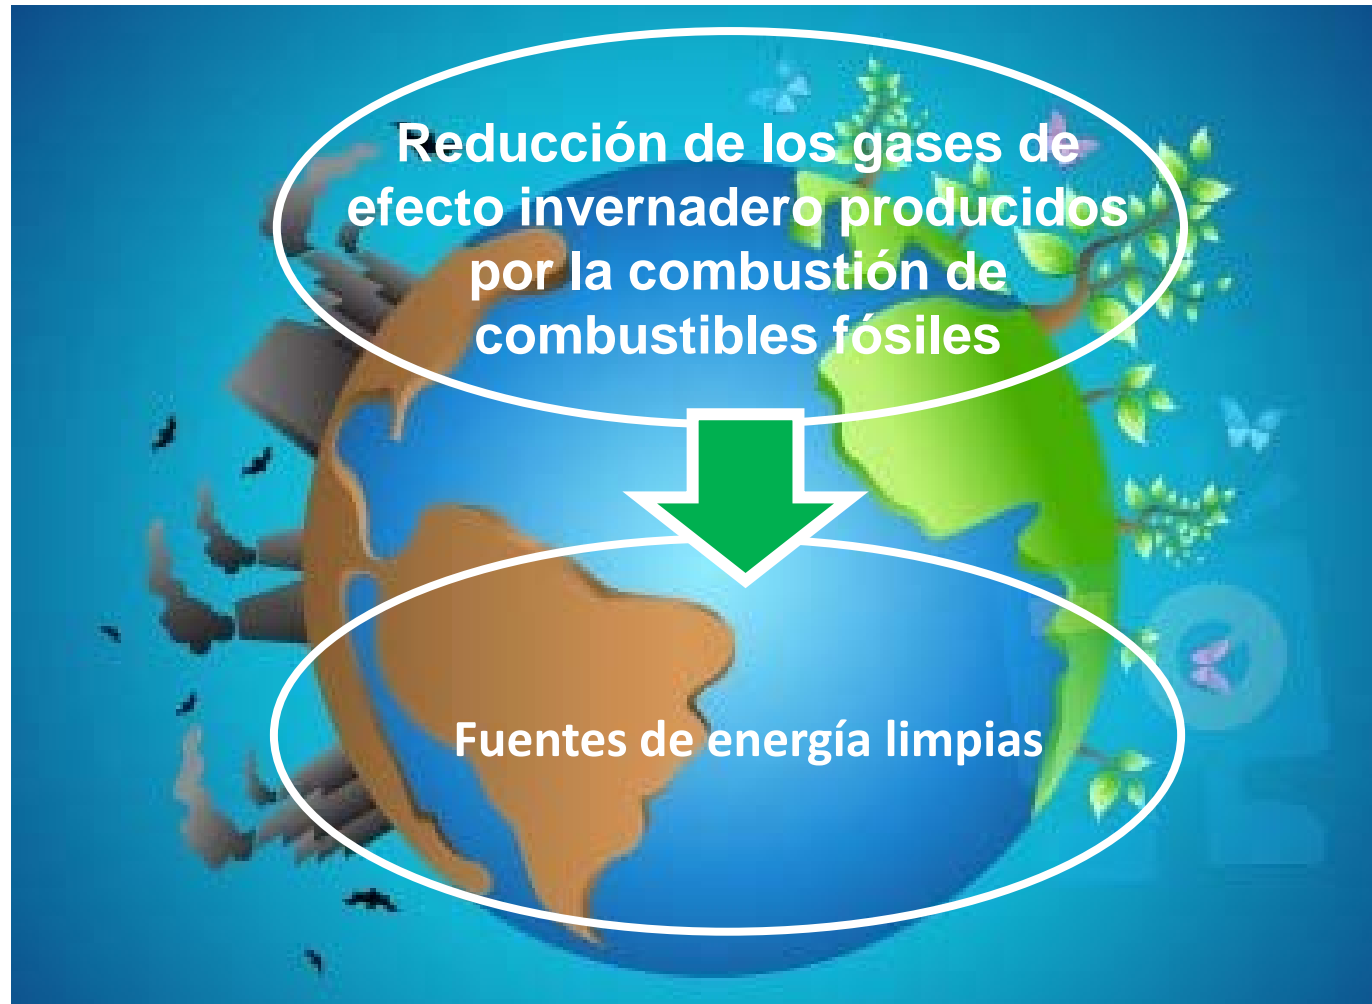 Reducción de los gases de
efecto invernadero producidos
por la combustión de
combustibles fósiles
Fuentes de energía limpias